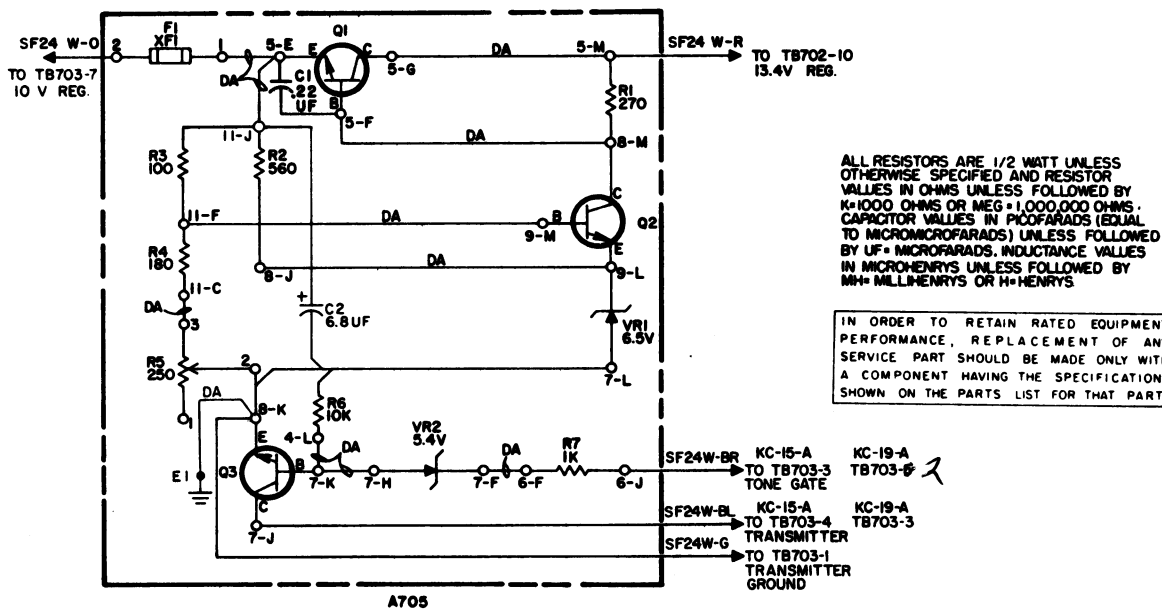 SF24 W-O
2
F1
XF1
1
5-E
E
Q1
C
5-G
DA
5-M
SF24 W-R
TO TB703-7
10 V REG.
TO TB702-10
13.4V REG.
DA
C1
.22
UF
B
5-F
R1
270
11-J
DA
8-M
R3
100
R2
560
C
11-F
DA
B
9-M
Q2
E
R4
180
8-J
DA
9-L
11-C
DA
3
+
C2
6.8UF
VR1
6.5V
R5
250
2
7-L
DA
8-K
1
R6
10K
E
4-L
DA
VR2
5.4V
DA
R7
1K
E1
Q3
B
7-K
7-H
7-F
6-F
6-J
C
7-J
SF24W-BR
KC-15-A
KC-19-A
TO TB703-3
TB703-
2
TONE GATE
SF24W-BL
KC-15-A
KC-19-A
TO TB703-4
TB703-3
TRANSMITTER
SF24W-G
TO TB703-1
TRANSMITTER
GROUND
A705
ALL RESISTORS ARE 1/2 WATT UNLESS
OTHERWISE SPECIFIED AND RESISTOR
VALUES IN OHMS UNLESS FOLLOWED BY
K=1000 OHMS OR MEG=1,000,000 OHMS.
CAPACITOR VALUES IN PICOFARADS (EQUAL
TO MICROMICROFARADS) UNLESS FOLLOWED
BY UF= MICROFARADS. INDUCTANCE VALUES
IN MICROHENRYS UNLESS FOLLOWED BY
MH= MILLIHENRYS OR H=HENRYS.
IN ORDER TO RETAIN RATED EQUIPMEN
PERFORMANCE, REPLACEMENT OF AN
SERVICE PART SHOULD BE MADE ONLY WIT
A COMPONENT HAVING THE SPECIFICATION
SHOWN ON THE PARTS LIST FOR THAT PART